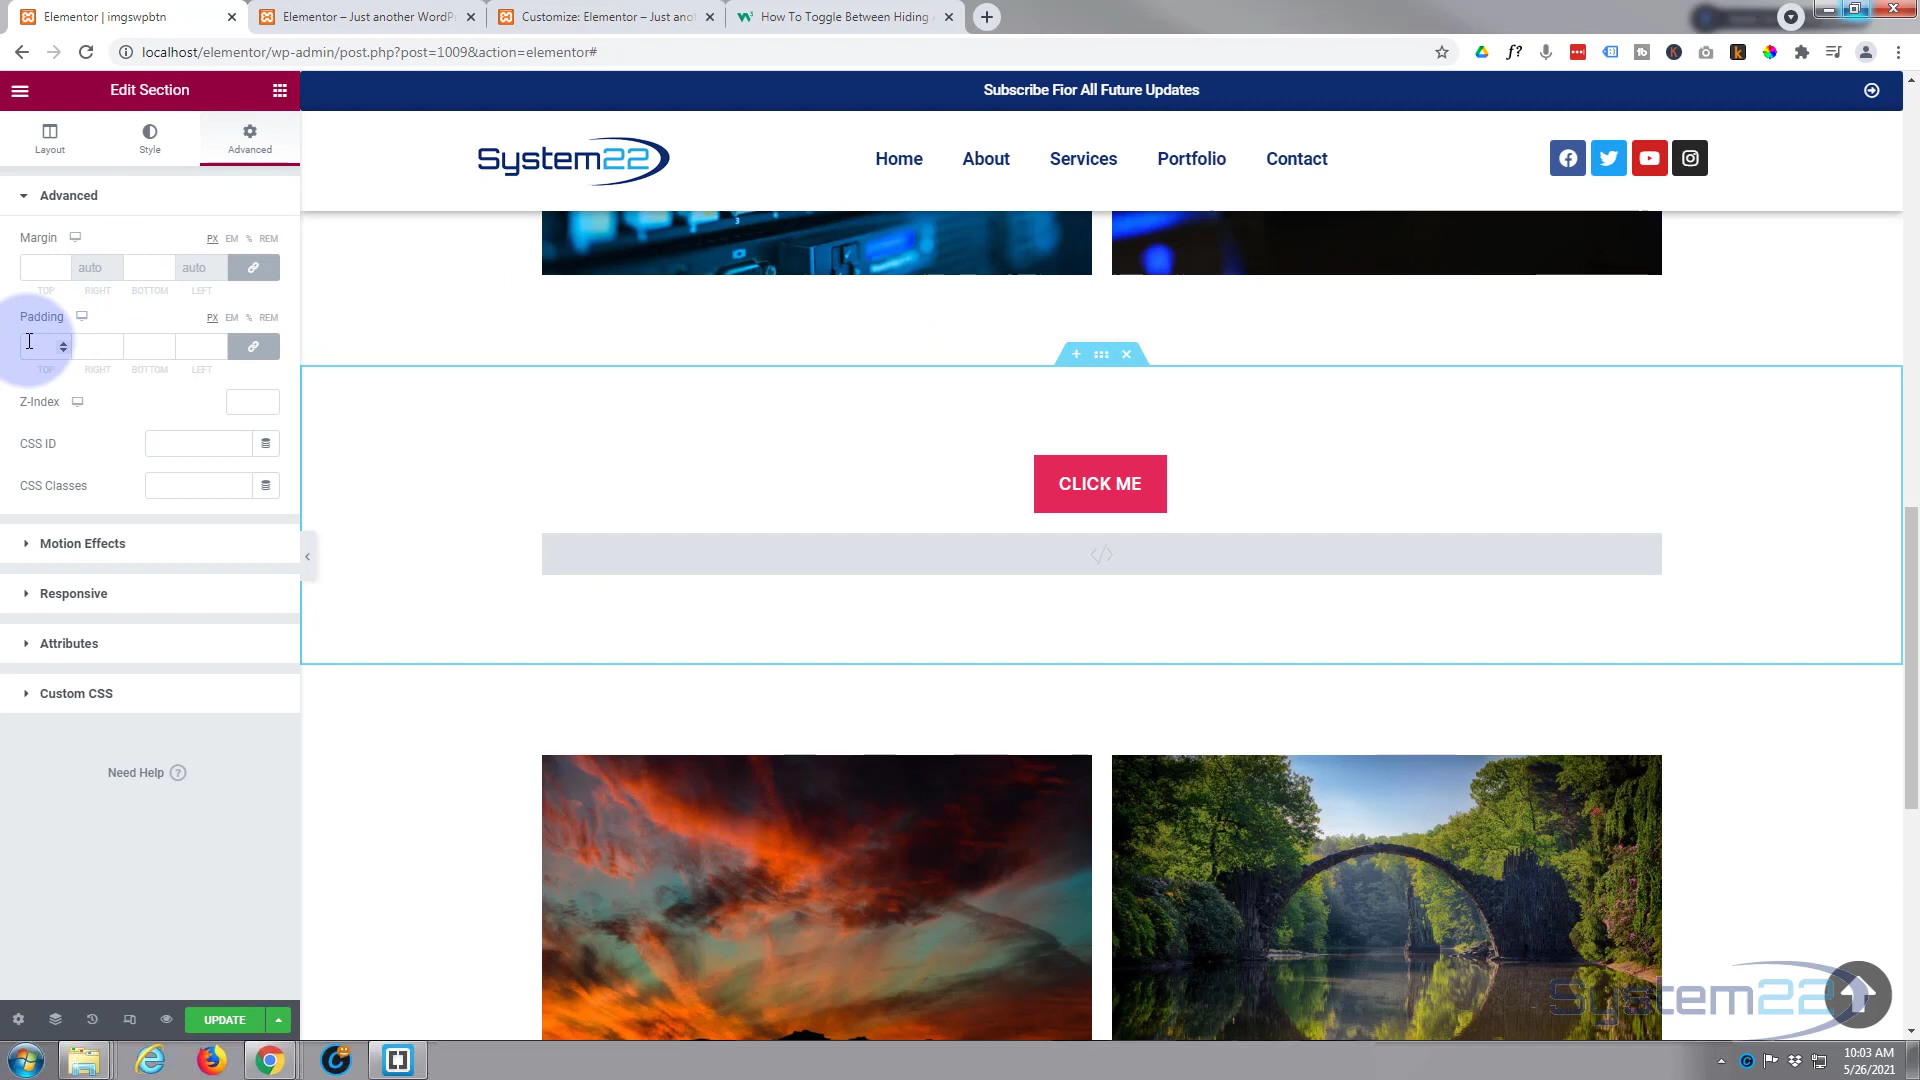 Elementor | imgswpbtn
Elementor – Just another WordPr
Customize: Elementor – Just anot
How To Toggle Between Hiding
localhost/elementor/wp-admin/post.php?post=1009&action=elementor#
Edit Section
Subscribe Fior All Future Updates
Layout
Style
Advanced
System22
Home
About
Services
Portfolio
Contact
Advanced
Margin
PX EM % REM
auto
auto
TOP RIGHT BOTTOM LEFT
Padding
PX EM % REM
TOP RIGHT BOTTOM LEFT
Z-Index
CSS ID
CSS Classes
CLICK ME
Motion Effects
Responsive
Attributes
Custom CSS
Need Help
System22
UPDATE
10:03 AM
5/26/2021